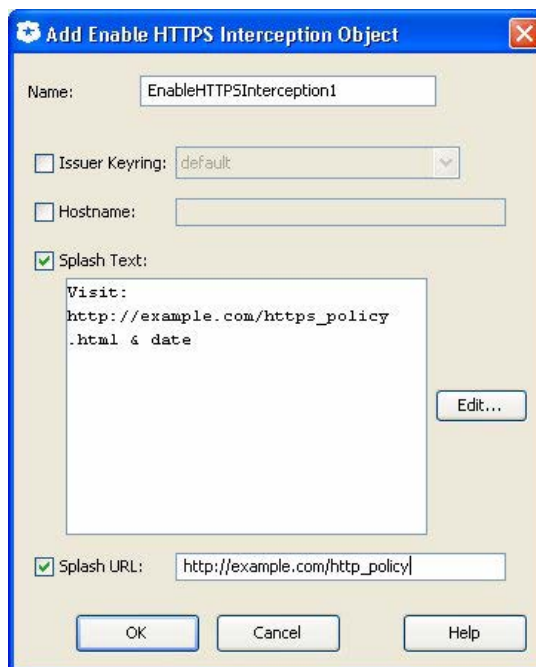 Add Enable HTTPS Interception Object
Name: EnableHTTPSInterception1
Issuer Keyring: default
Hostname:
Splash Text:
Visit:
http://example.com/https_policy
.html & date
Edit...
Splash URL: http://example.com/http_policy
OK Cancel Help